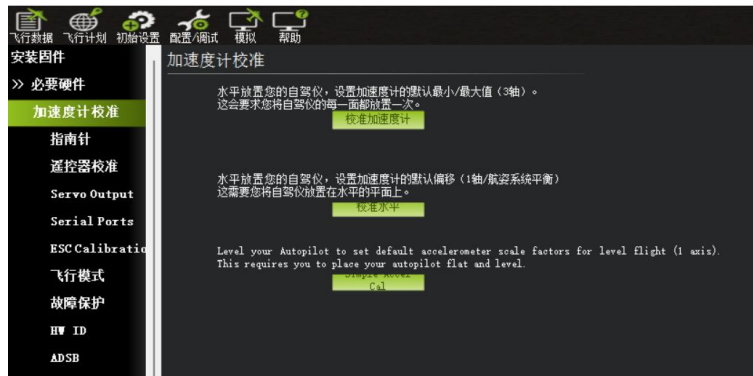 飞行数据 飞行计划 初始设置 配置/调试 模拟 帮助
安装固件
>> 必要硬件
加速度计校准
指南针
遥控器校准
Servo Output
Serial Ports
ESC Calibratio
飞行模式
故障保护
HW ID
ADSB
加速度计校准
水平放置您的自驾仪，设置加速度计的默认最小/最大值（3轴）。
这会要求您将自驾仪的每一面都放置一次。
校准加速度计
水平放置您的自驾仪，设置加速度计的默认偏移（1轴/航姿系统平衡）
这需要您将自驾仪放置在水平的平面上。
校准水平
Level your Autopilot to set default accelerometer scale factors for level flight (1 axis).
This requires you to place your autopilot flat and level.
Simple Accel
Cal